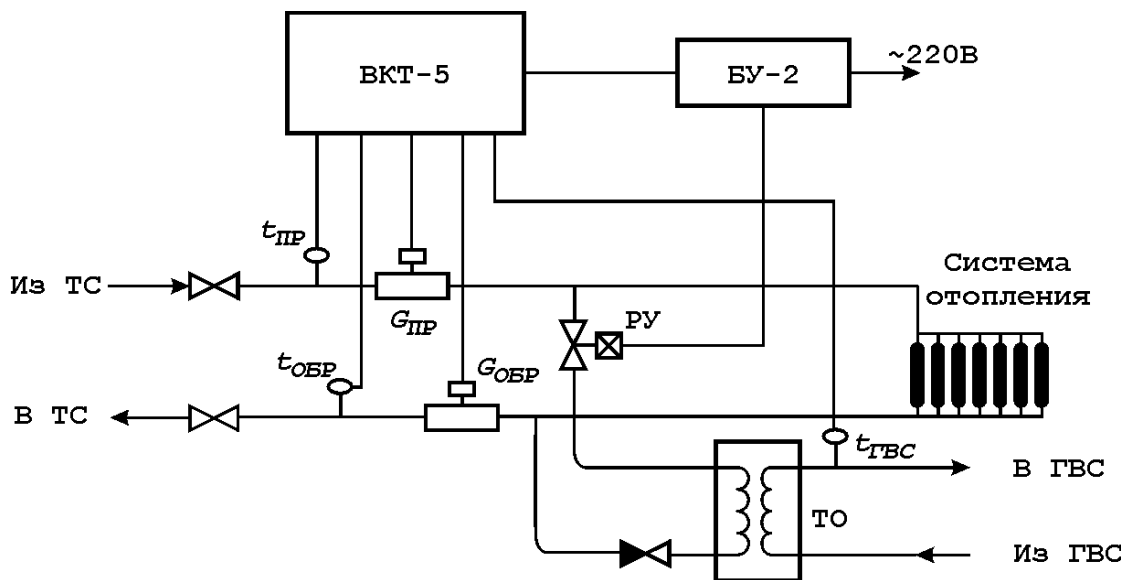 ВКТ-5
БУ-2
~220В
tПР
Из ТС
GПР
РУ
Система
отопления
tОБР
GОБР
В ТС
tГВС
В ГВС
ТО
Из ГВС